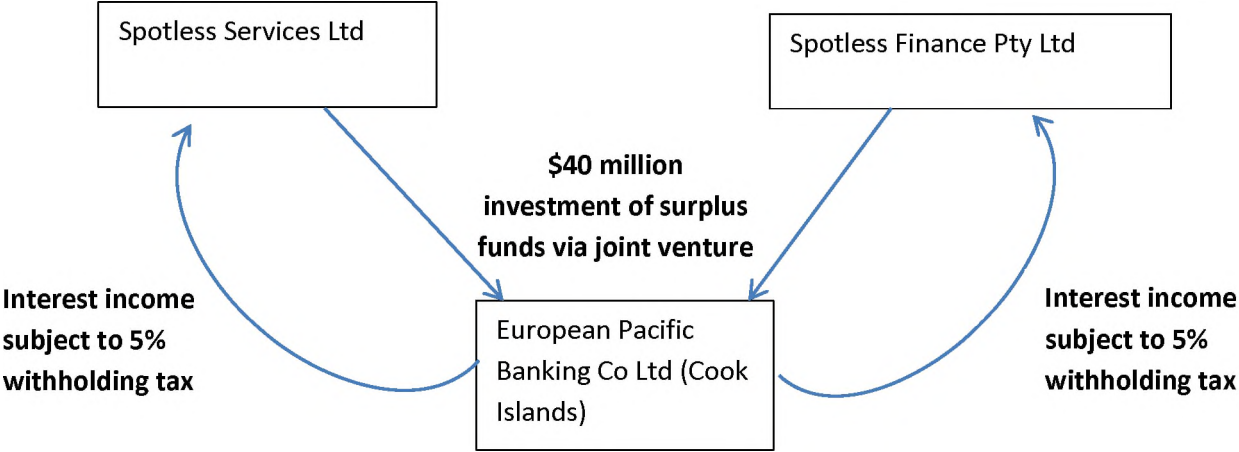 Spotless Services Ltd
Spotless Finance Pty Ltd
$40 million
investment of surplus
funds via joint venture
Interest income
subject to 5%
withholding tax
European Pacific
Banking Co Ltd (Cook
Islands)
Interest income
subject to 5%
withholding tax